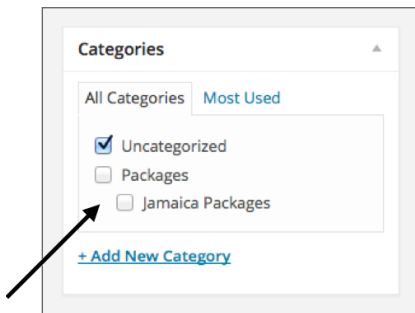 Categories
All Categories Most Used
Uncategorized
Packages
Jamaica Packages
+ Add New Category